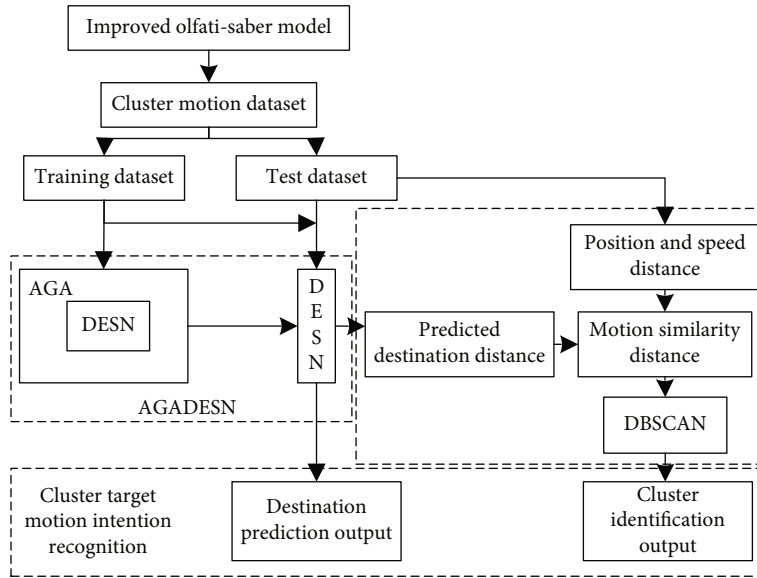 Improved olfati-saber model
Cluster motion dataset
Training dataset
Test dataset
Position and speed
distance
AGA
DESN
D
E
S
N
Predicted
destination distance
Motion similarity
distance
AGADESN
DBSCAN
Cluster target
motion intention
recognition
Destination
prediction output
Cluster
identification
output